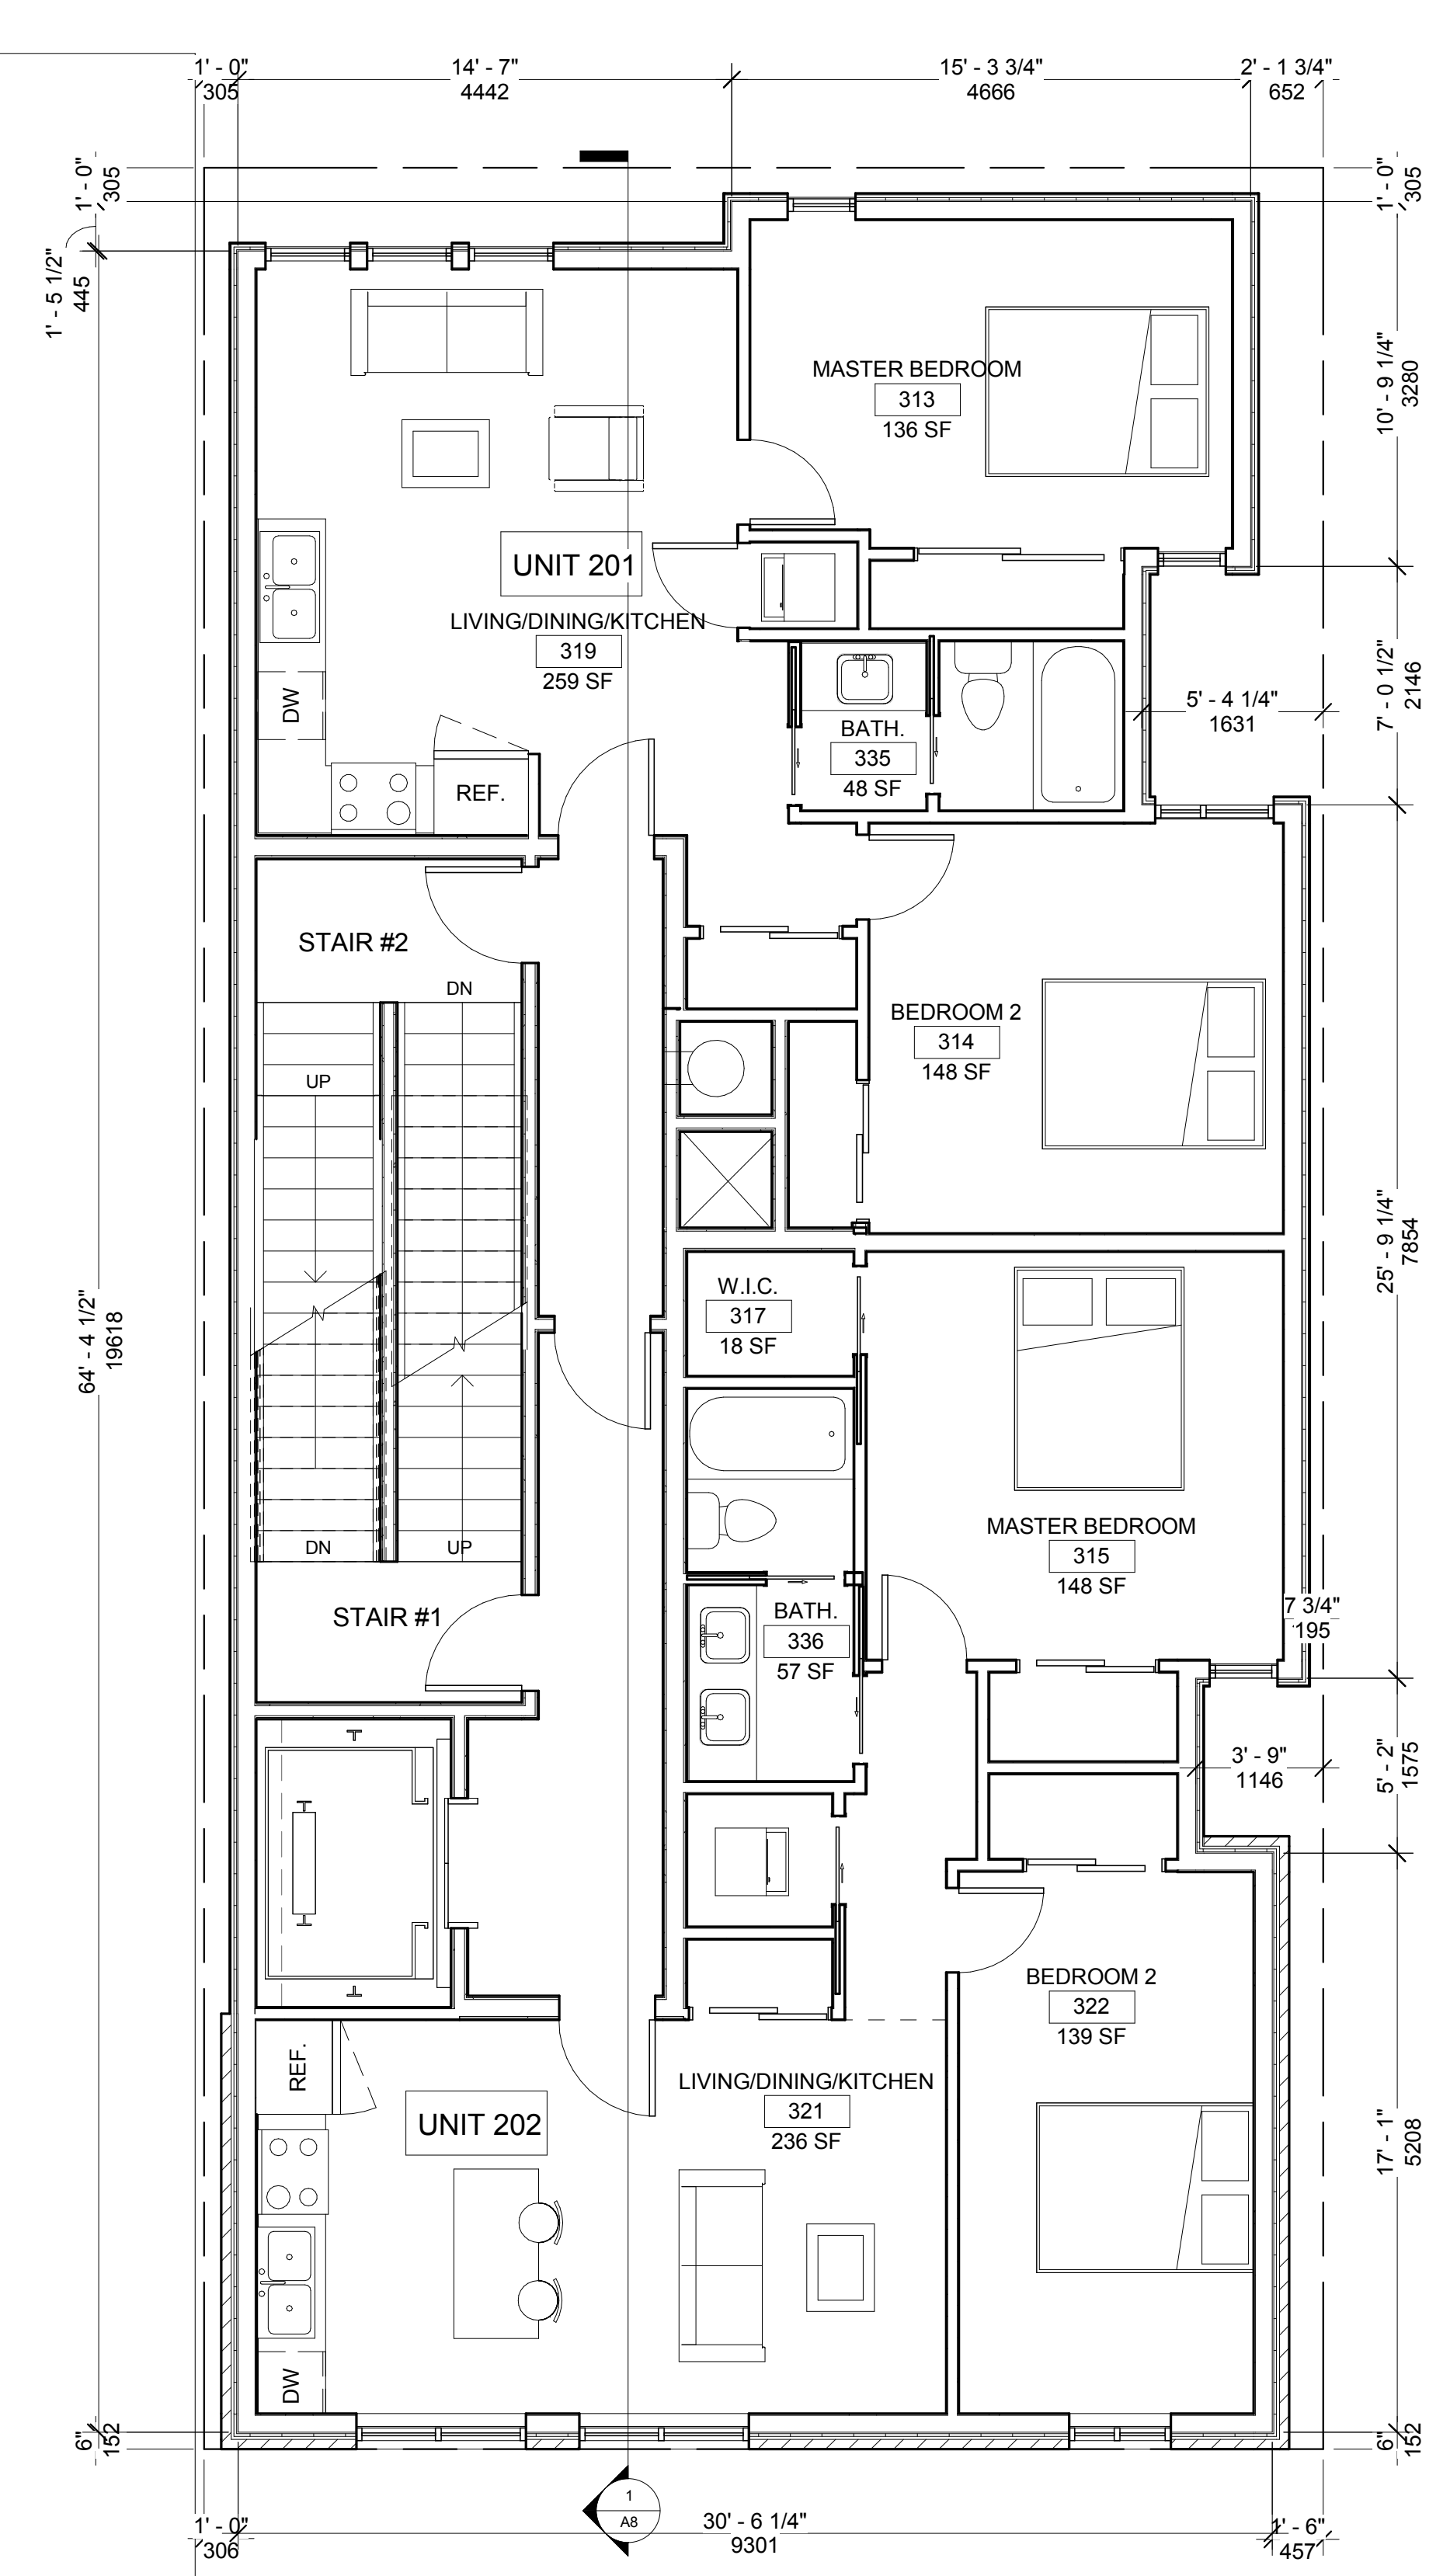 1' - 0"
305
14' - 7"
4442
15' - 3 3/4"
4666
2' - 1 3/4"
652
1' - 0"
305
1' - 0"
305
1' - 5 1/2"
445
MASTER BEDROOM
313
136 SF
10' - 9 1/4"
3280
UNIT 201
LIVING/DINING/KITCHEN
319
259 SF
DW
REF.
BATH.
335
48 SF
5' - 4 1/4"
1631
7' - 0 1/2"
2146
STAIR #2
DN
UP
BEDROOM 2
314
148 SF
64' - 4 1/2"
19618
25' - 9 1/4"
7854
W.I.C.
317
18 SF
MASTER BEDROOM
315
148 SF
DN
UP
STAIR #1
BATH.
336
57 SF
7 3/4"
195
3' - 9"
1146
5' - 2"
1575
BEDROOM 2
322
139 SF
REF.
UNIT 202
LIVING/DINING/KITCHEN
321
236 SF
17' - 1"
5208
DW
6"
152
6"
152
1
A8
1' - 0"
306
30' - 6 1/4"
9301
1' - 6"
457